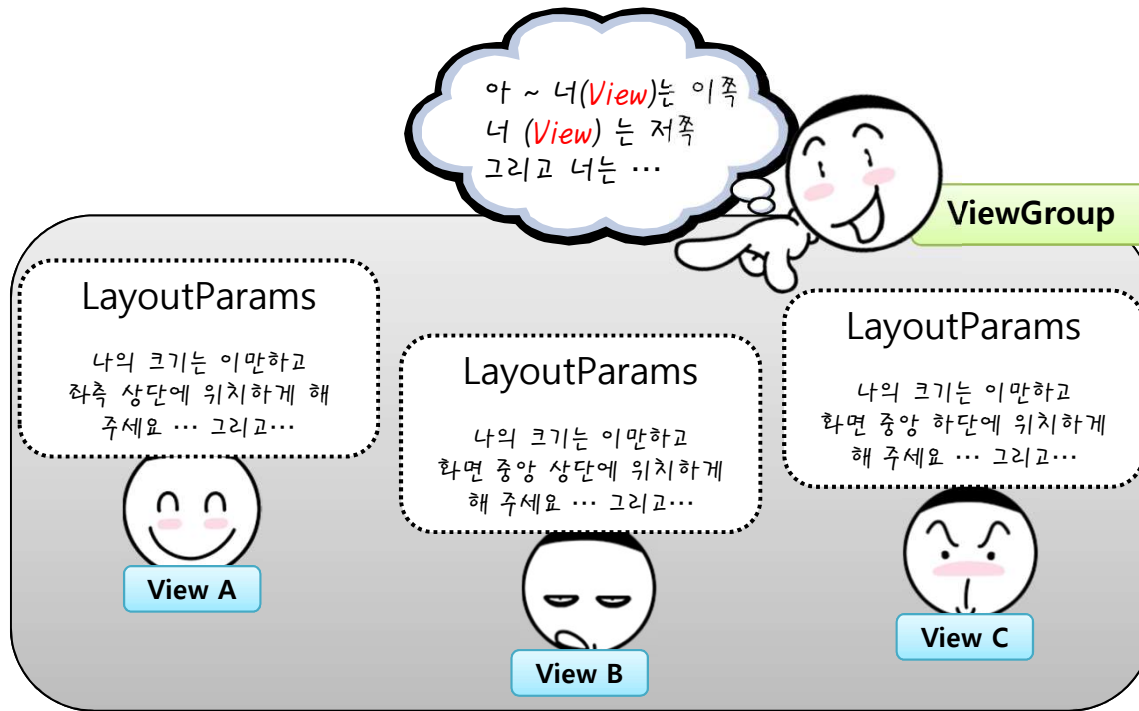 아 ~ 너(View)는 이쪽
너 (View) 는 저쪽
그리고 너는 …
ViewGroup
LayoutParams
나의 크기는 이만하고
좌측 상단에 위치하게 해
주세요 … 그리고…
View A
LayoutParams
나의 크기는 이만하고
화면 중앙 상단에 위치하게
해 주세요 … 그리고…
View B
LayoutParams
나의 크기는 이만하고
화면 중앙 하단에 위치하게
해 주세요 … 그리고…
View C